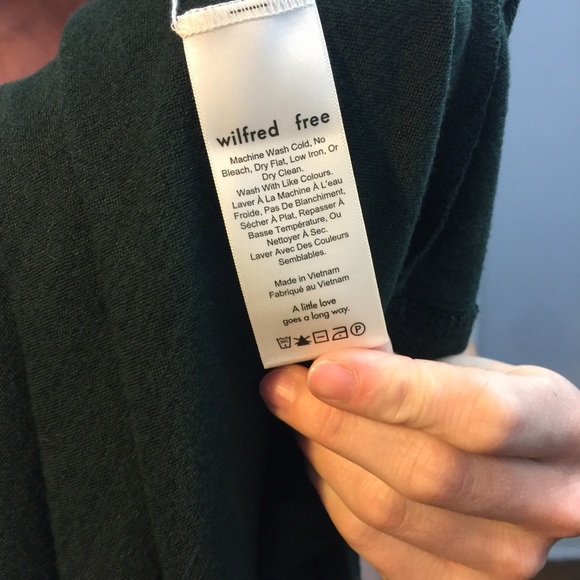 wilfred free
Machine Wash Cold, No
Bleach, Dry Flat, Low Iron, Or
Dry Clean.
Wash With Like Colours.
Laver À La Machine À L'eau
Froide, Pas De Blanchiment,
Sécher À Plat, Repasser À
Basse Température, Ou
Nettoyer À Sec.
Laver Avec Des Couleurs
Semblables.
Made in Vietnam
Fabriqué au Vietnam
A little love
goes a long way.
P